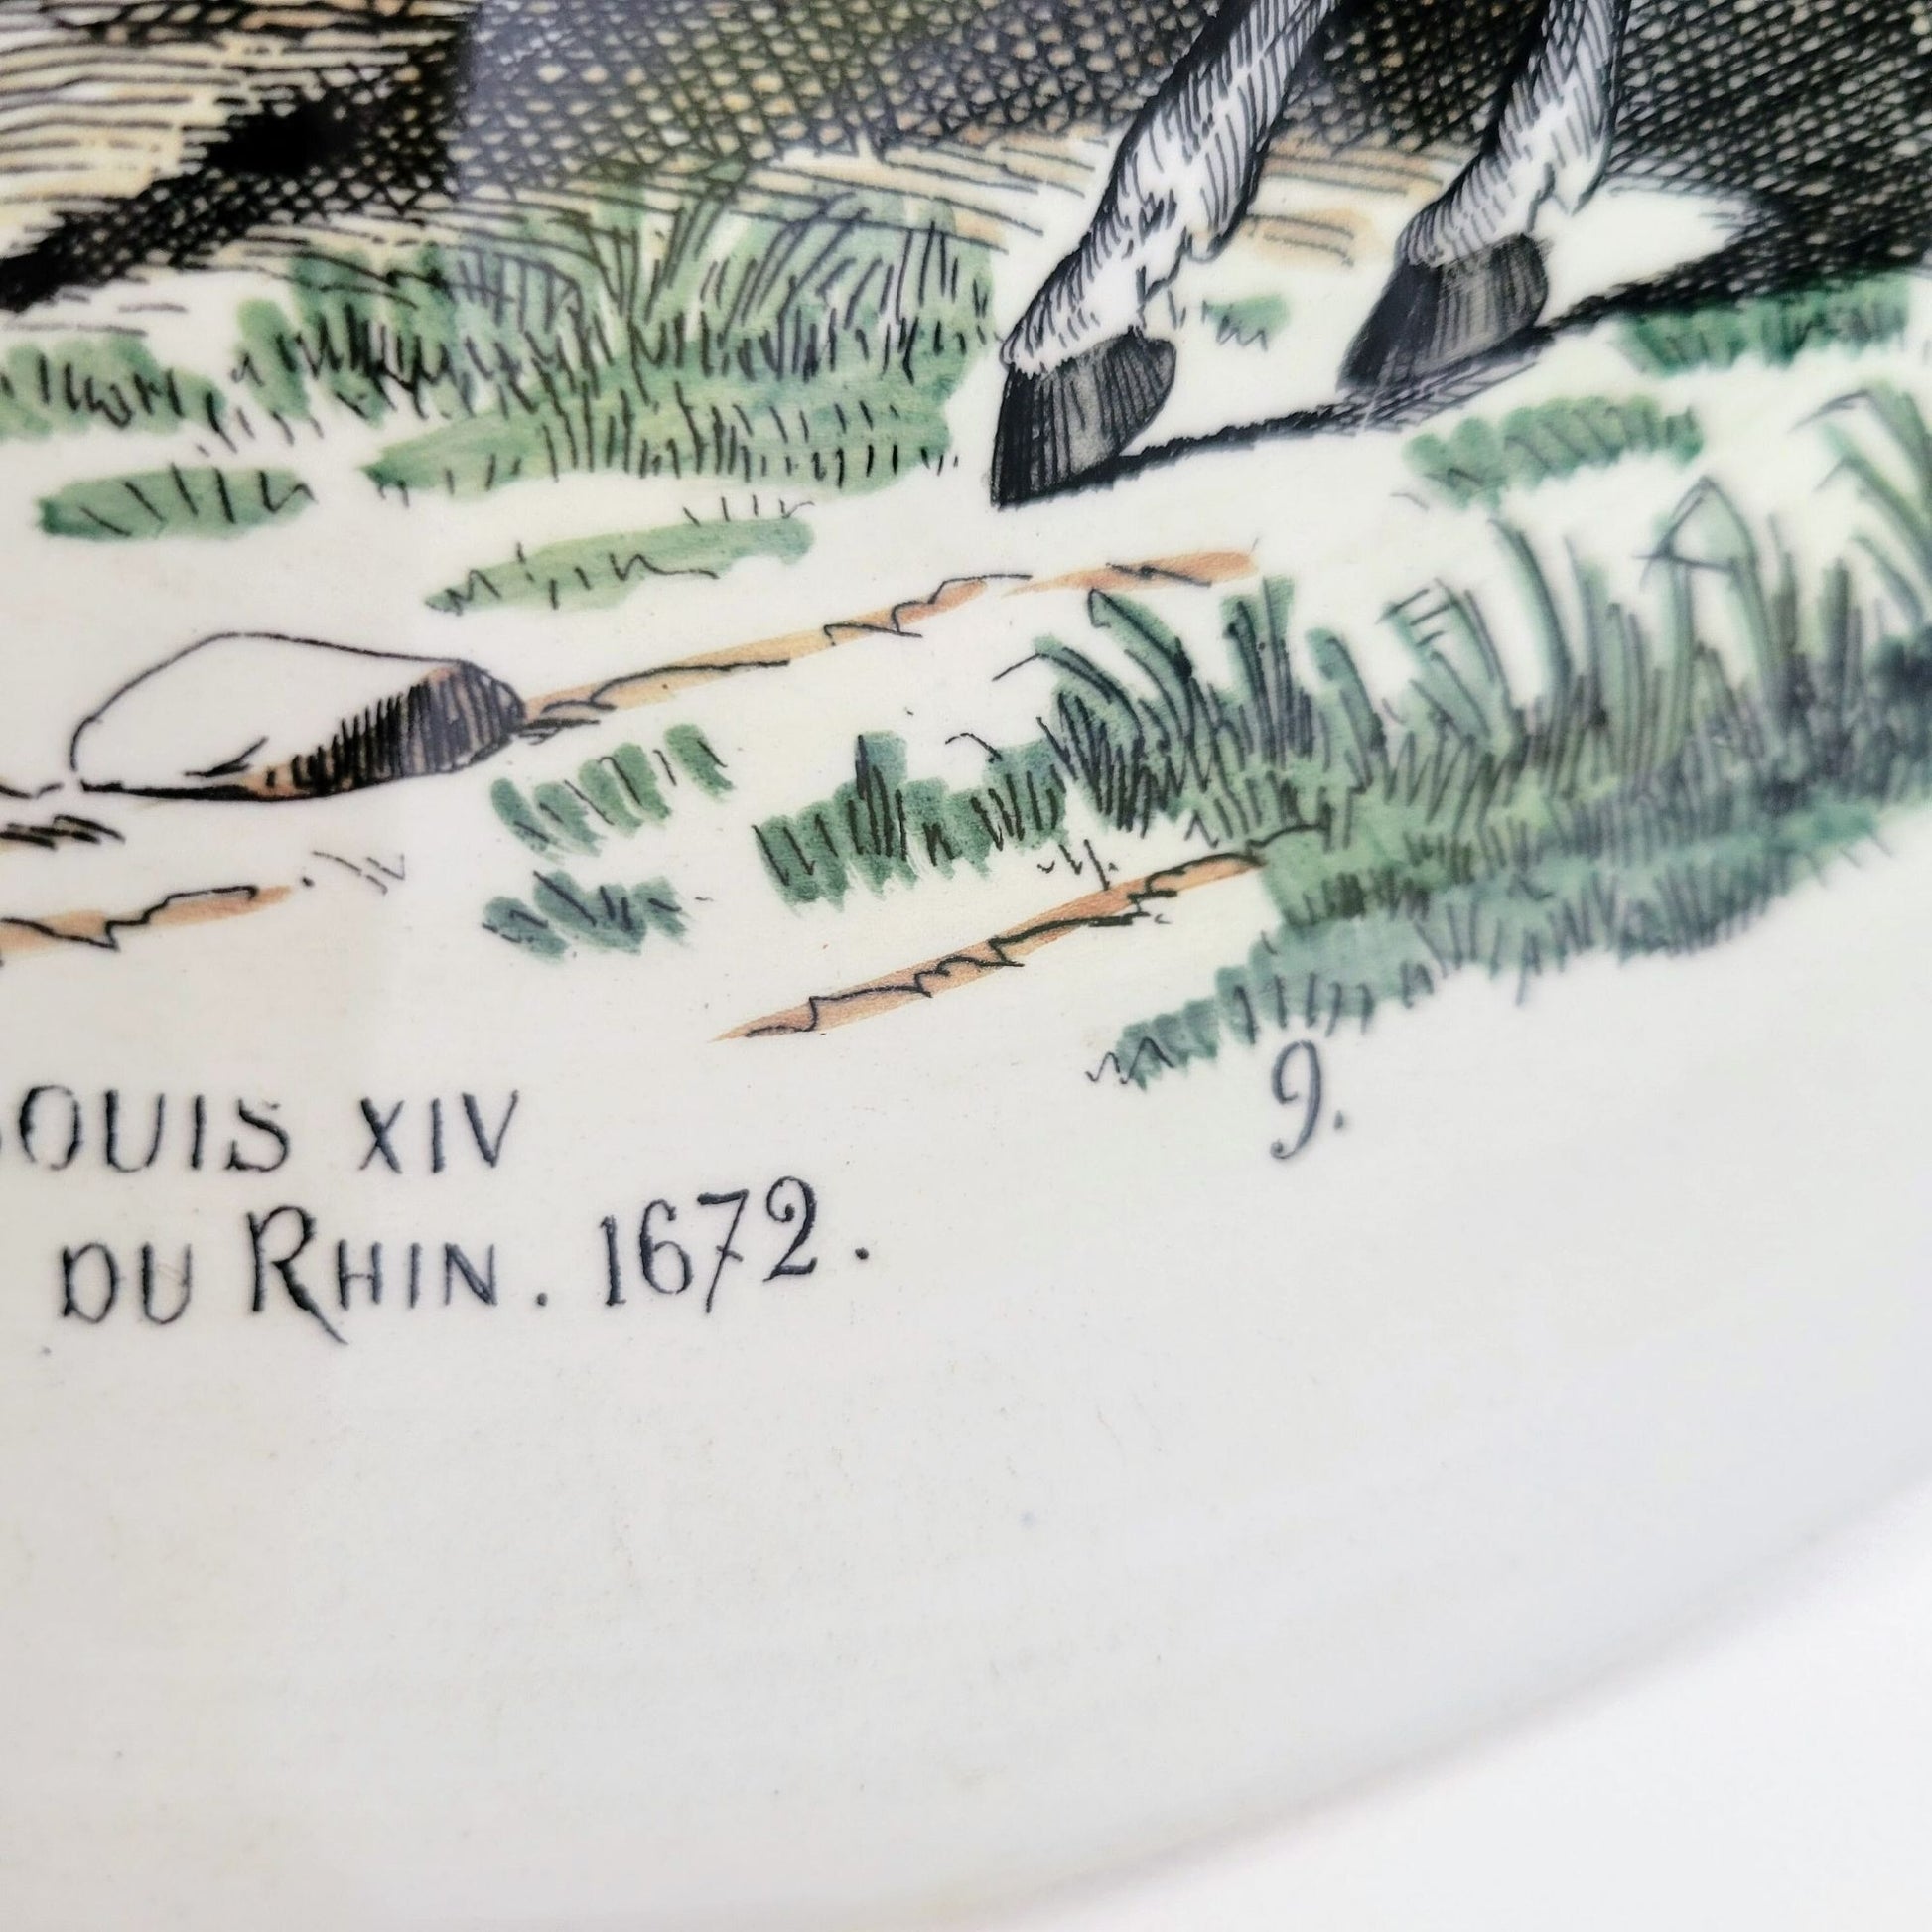 OUIS XIV
9.
DU RHIN. 1672.